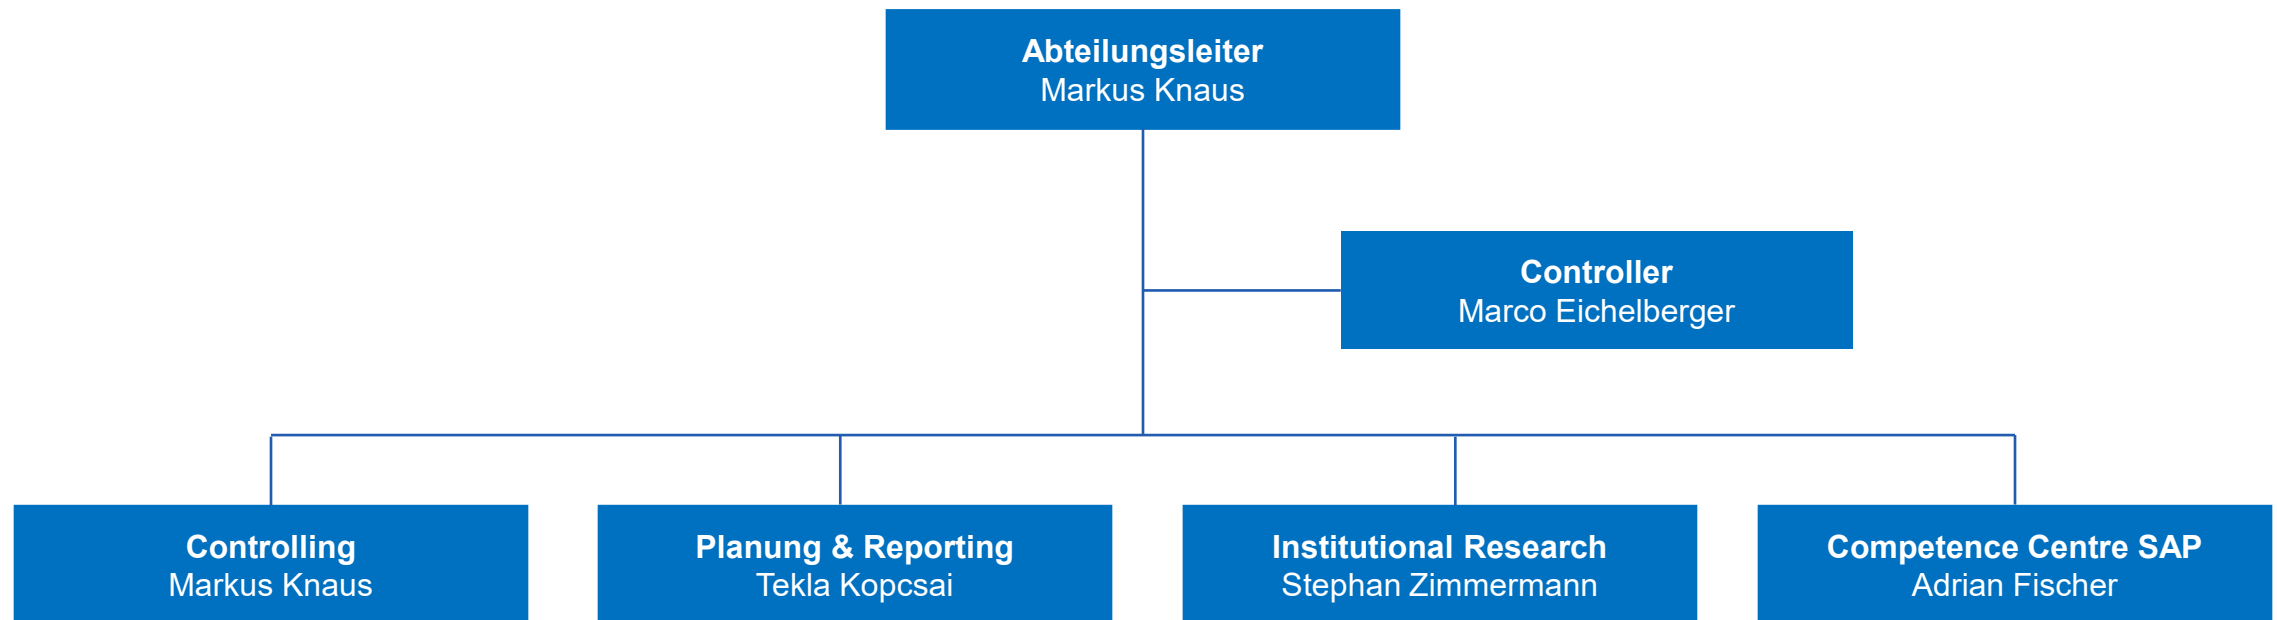 Abteilungsleiter
Markus Knaus
Controller
Marco Eichelberger
Controlling
Markus Knaus
Planung & Reporting
Tekla Kopcsai
Institutional Research
Stephan Zimmermann
Competence Centre SAP
Adrian Fischer